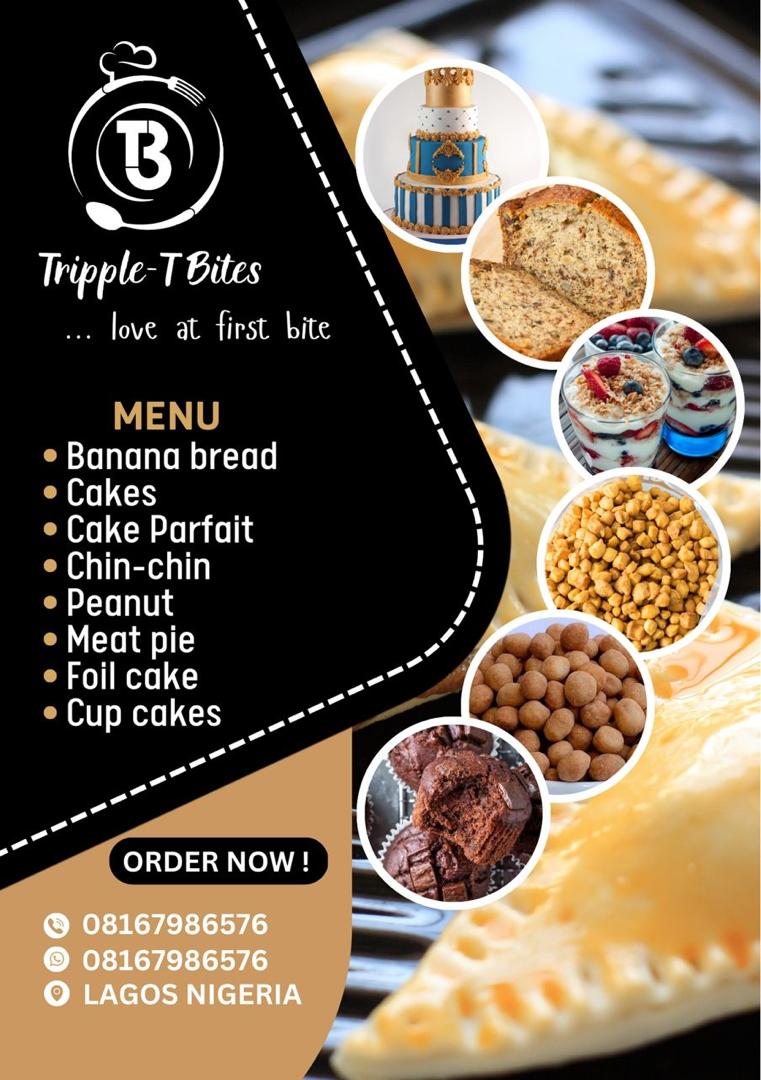 TB
Tripple-T Bites
... love at first bite
MENU
• Banana bread
• Cakes
• Cake Parfait
• Chin-chin
• Peanut
• Meat pie
• Foil cake
• Cup cakes
ORDER NOW !
08167986576
08167986576
LAGOS NIGERIA